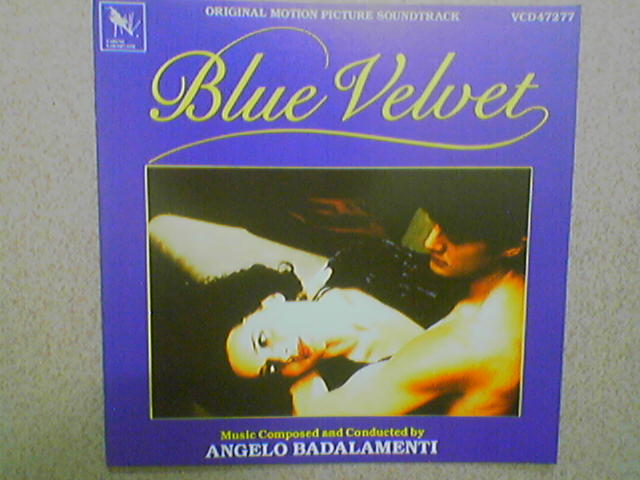 ORIGINAL MOTION PICTURE SOUNDTRACK VCD47277
Blue Velvet
Music Composed and Conducted by
ANGELO BADALAMENTI